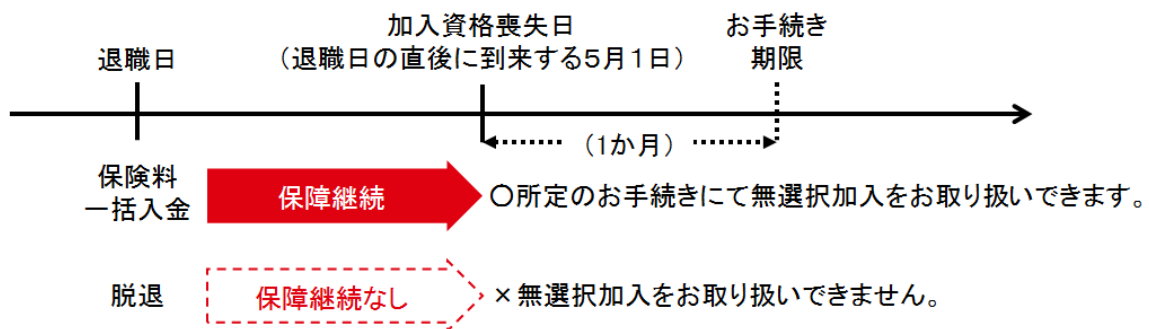 加入資格喪失日
お手続き
退職日
（退職日の直後に到来する５月１日）
期限
（1か月）
保険料
一括入金
保障継続
〇所定のお手続きにて無選択加入をお取り扱いできます。
脱退
保障継続なし
×無選択加入をお取り扱いできません。